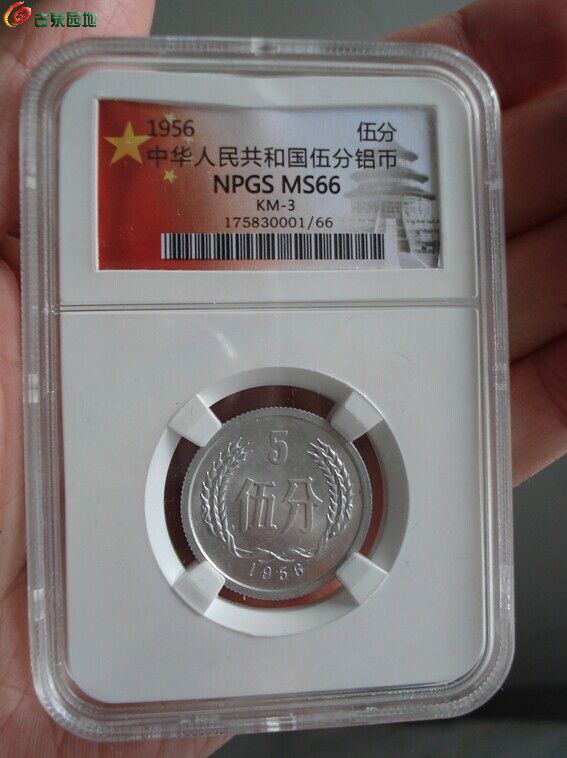 古泉园地
1956 伍分
中华人民共和国伍分铝币
NPGS MS66
KM-3
175830001/66
5
伍分
1956